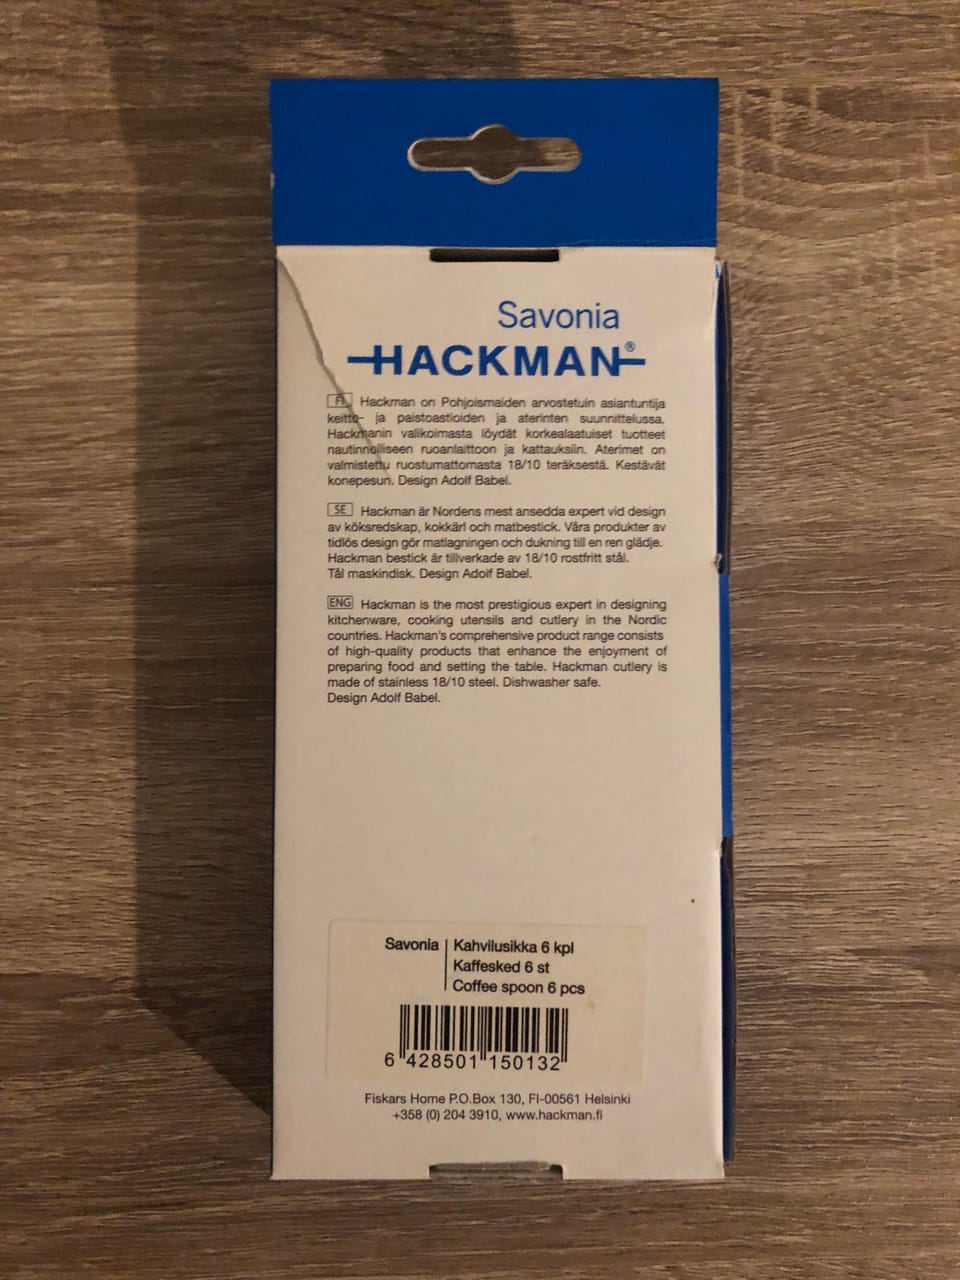 Savonia
HACKMAN®
FI Hackman on Pohjoismaiden arvostetuin asiantuntija
keitto- ja paistoastioiden ja aterinten suunnittelussa.
Hackmanin valikoimasta löydät korkealaatuiset tuotteet
nautinnolliseen ruoanlaittoon ja kattauksiin. Aterimet on
valmistettu ruostumattomasta 18/10 teräksestä. Kestävät
konepesun. Design Adolf Babel.
SE Hackman är Nordens mest ansedda expert vid design
av köksredskap, kokkärl och matbestick. Våra produkter av
tidlös design gör matlagningen och dukning till en ren glädje.
Hackman bestick är tillverkade av 18/10 rostfritt stål.
Tål maskindisk. Design Adolf Babel.
ENG Hackman is the most prestigious expert in designing
kitchenware, cooking utensils and cutlery in the Nordic
countries. Hackman's comprehensive product range consists
of high-quality products that enhance the enjoyment of
preparing food and setting the table. Hackman cutlery is
made of stainless 18/10 steel. Dishwasher safe.
Design Adolf Babel.
Savonia | Kahvilusikka 6 kpl
Kaffesked 6 st
Coffee spoon 6 pcs
6 428501 150132
Fiskars Home P.O.Box 130, FI-00561 Helsinki
+358 (0) 204 3910, www.hackman.fi